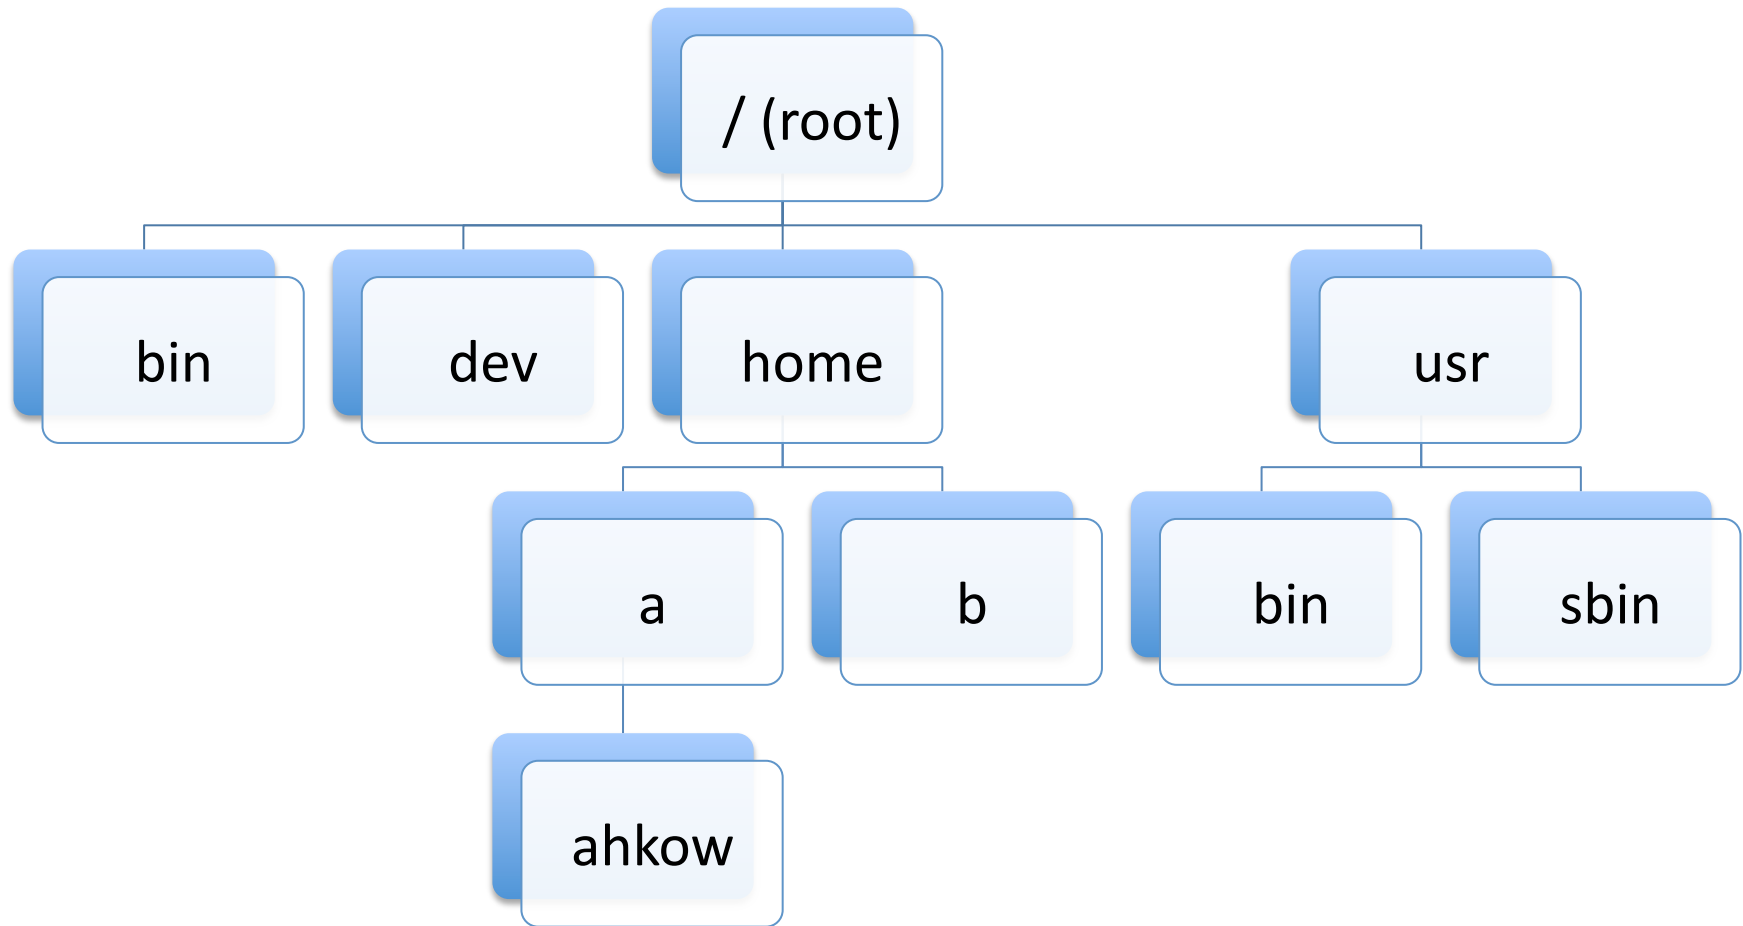 / (root)
bin
dev
home
usr
a
b
bin
sbin
ahkow